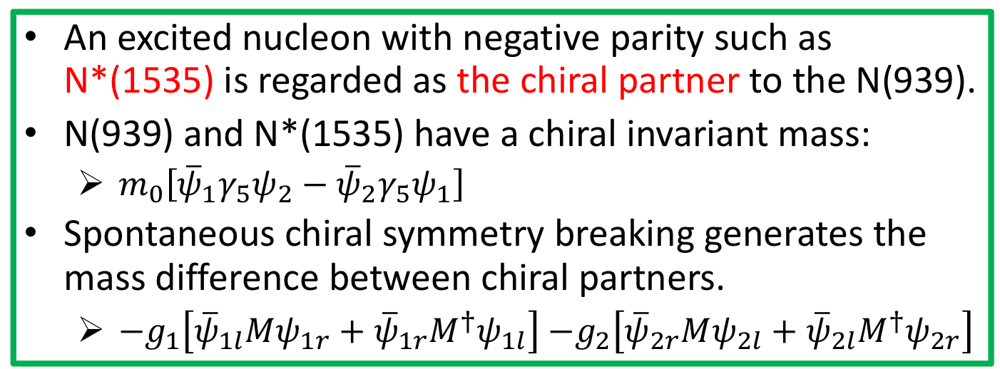 • An excited nucleon with negative parity such as
N*(1535) is regarded as the chiral partner to the N(939).
• N(939) and N*(1535) have a chiral invariant mass:
➢ $m_0[\bar{\psi}_1\gamma_5\psi_2 - \bar{\psi}_2\gamma_5\psi_1]$
• Spontaneous chiral symmetry breaking generates the
mass difference between chiral partners.
➢ $-g_1[\bar{\psi}_{1l}M\psi_{1r} + \bar{\psi}_{1r}M^\dagger\psi_{1l}] - g_2[\bar{\psi}_{2r}M\psi_{2l} + \bar{\psi}_{2l}M^\dagger\psi_{2r}]$